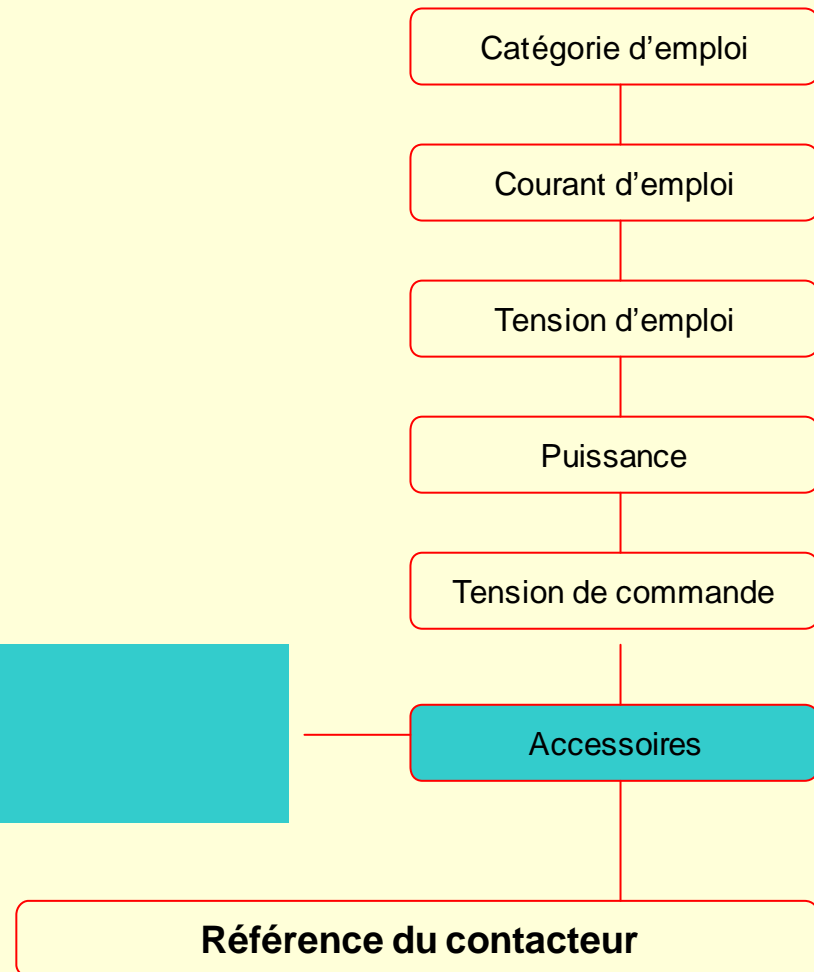 Catégorie d’emploi
Courant d’emploi
Tension d’emploi
Puissance
Tension de commande
Accessoires
Référence du contacteur